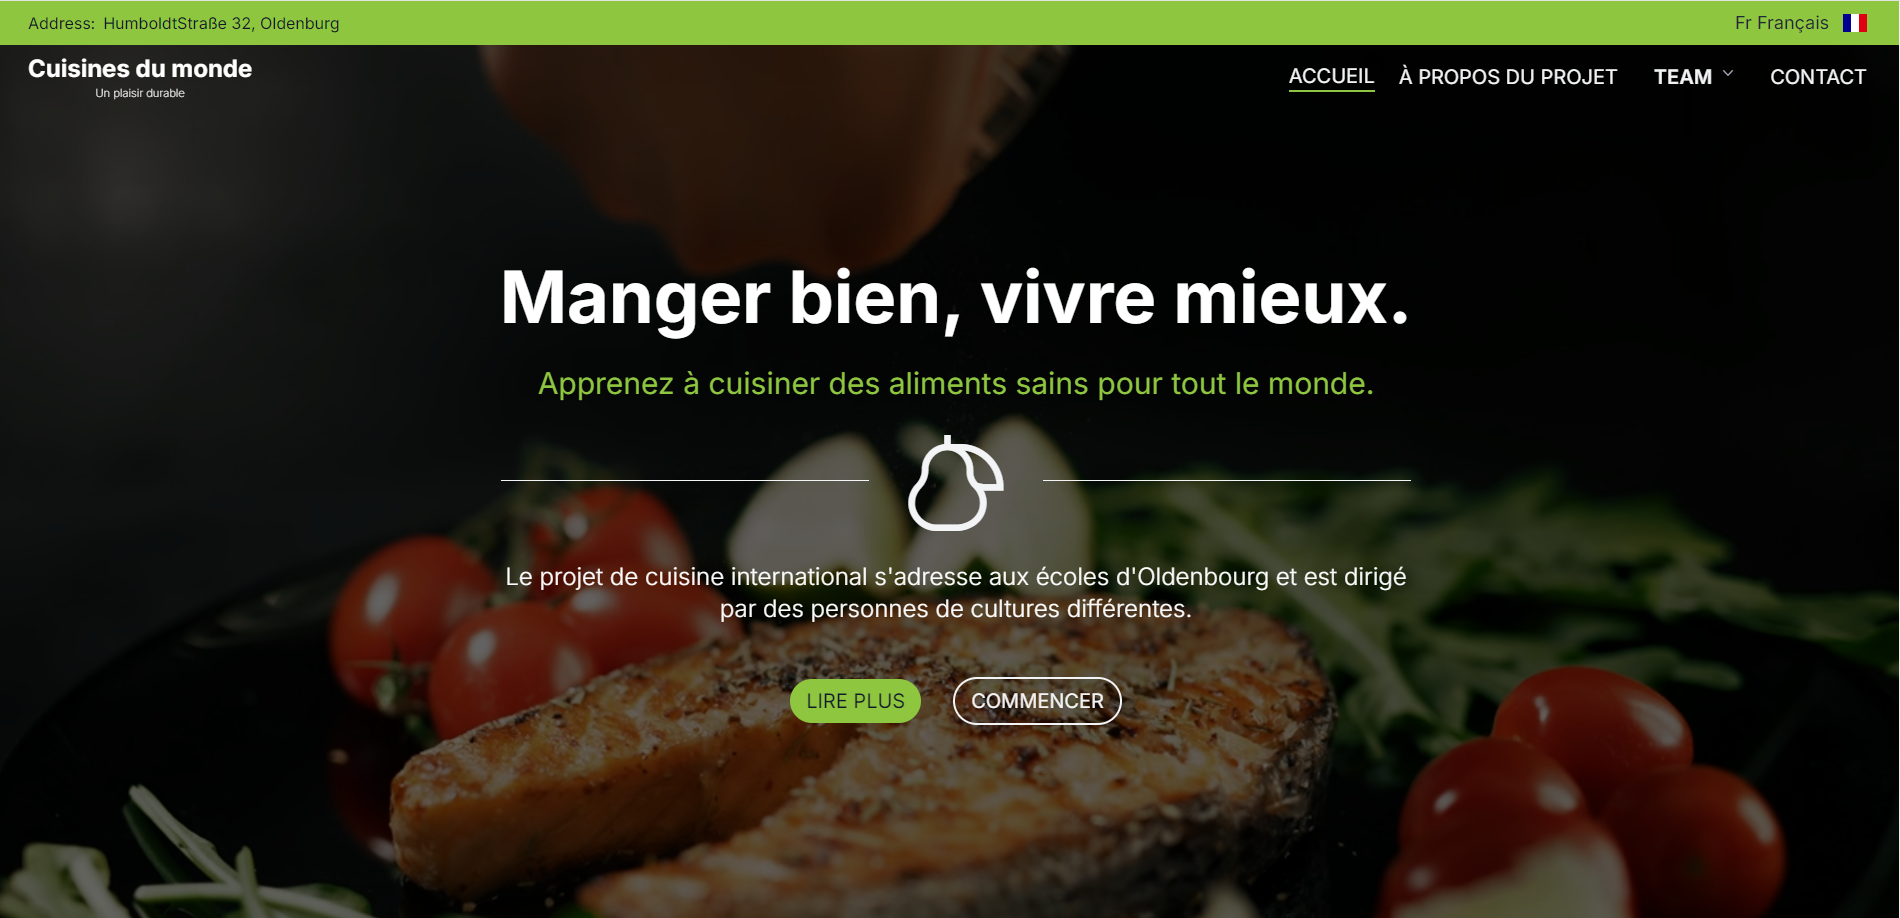 Address: HumboldtStraße 32, Oldenburg
Fr Français
Cuisines du monde
Un plaisir durable
ACCUEIL
À PROPOS DU PROJET
TEAM
CONTACT
Manger bien, vivre mieux.
Apprenez à cuisiner des aliments sains pour tout le monde.
Le projet de cuisine international s'adresse aux écoles d'Oldenbourg et est dirigé
par des personnes de cultures différentes.
LIRE PLUS
COMMENCER